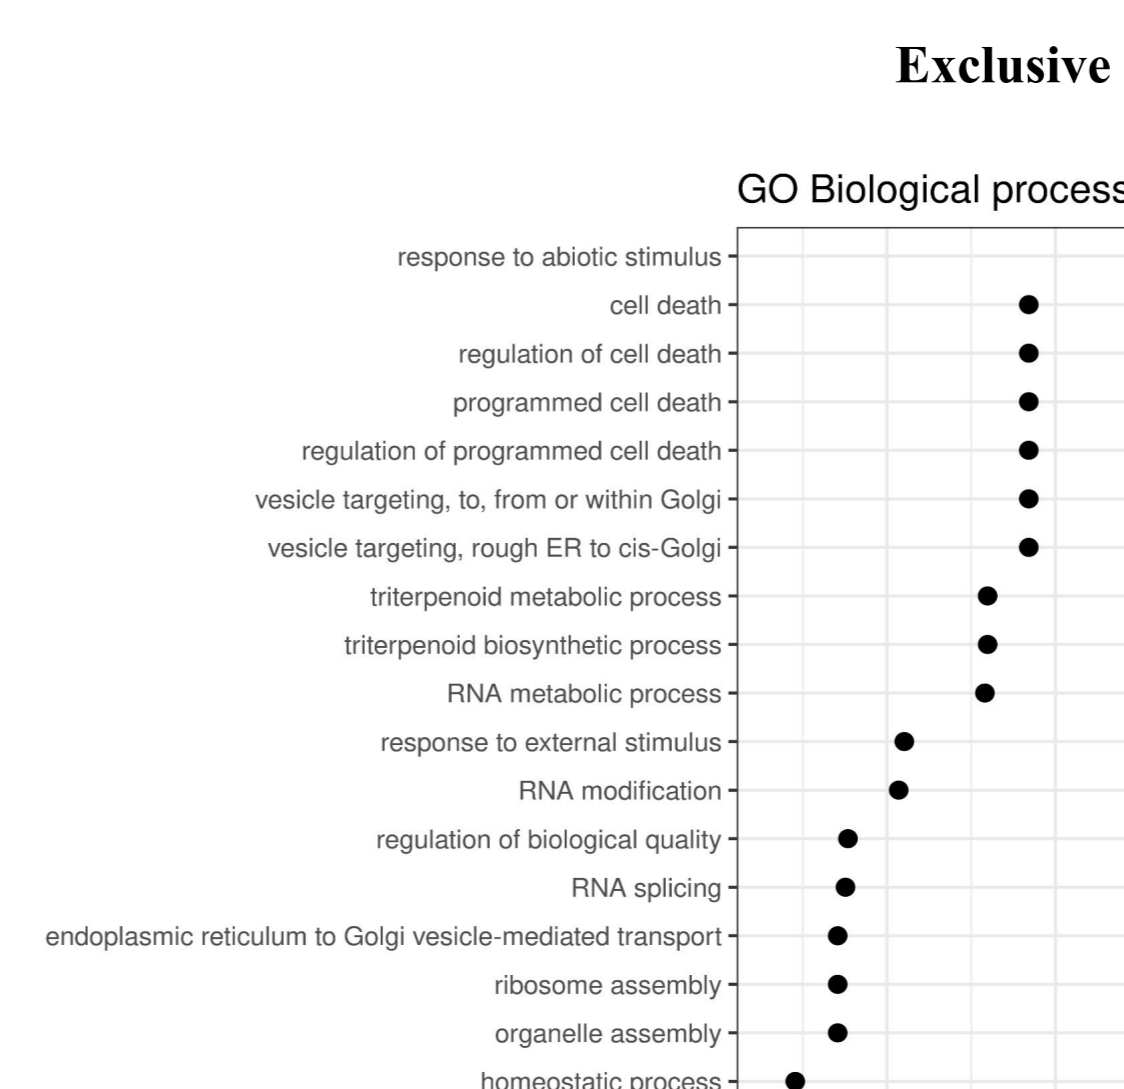 Exclusive
GO Biological process
response to abiotic stimulus
cell death
regulation of cell death
programmed cell death
regulation of programmed cell death
vesicle targeting, to, from or within Golgi
vesicle targeting, rough ER to cis-Golgi
triterpenoid metabolic process
triterpenoid biosynthetic process
RNA metabolic process
response to external stimulus
RNA modification
regulation of biological quality
RNA splicing
endoplasmic reticulum to Golgi vesicle-mediated transport
ribosome assembly
organelle assembly
homeostatic process